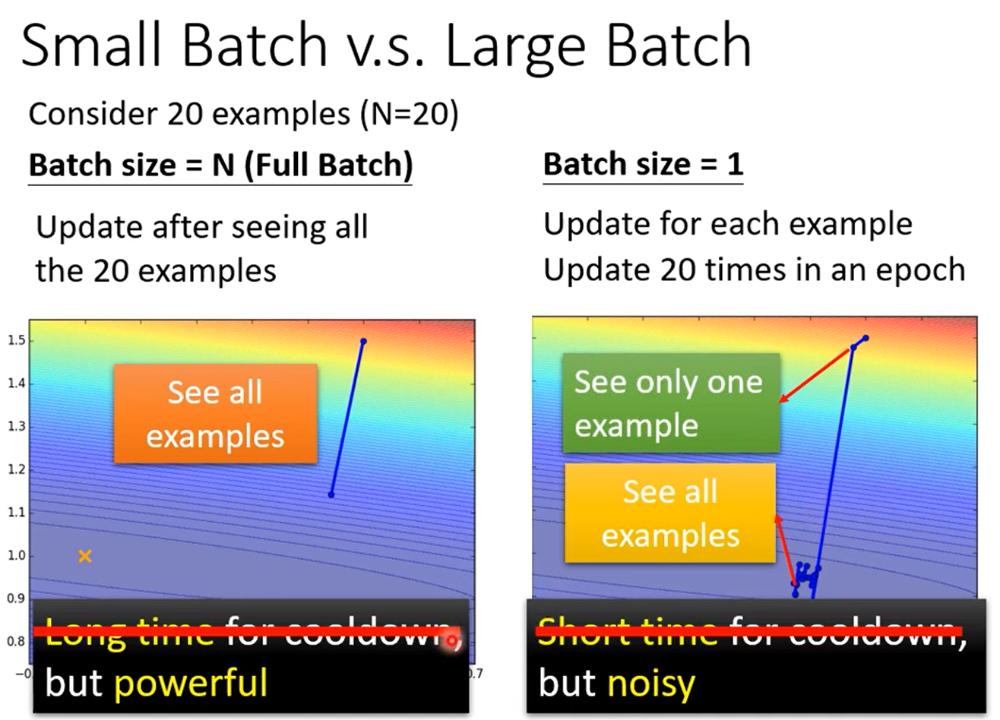 Small Batch v.s. Large Batch
Consider 20 examples (N=20)
Batch size = N (Full Batch)
Update after seeing all
the 20 examples
1.5
1.4
1.3
1.2
1.1
1.0
0.9
0.8
See all
examples
Long time for cooldown,
but powerful
0.7
Batch size = 1
Update for each example
Update 20 times in an epoch
See only one
example
See all
examples
Short time for cooldown,
but noisy